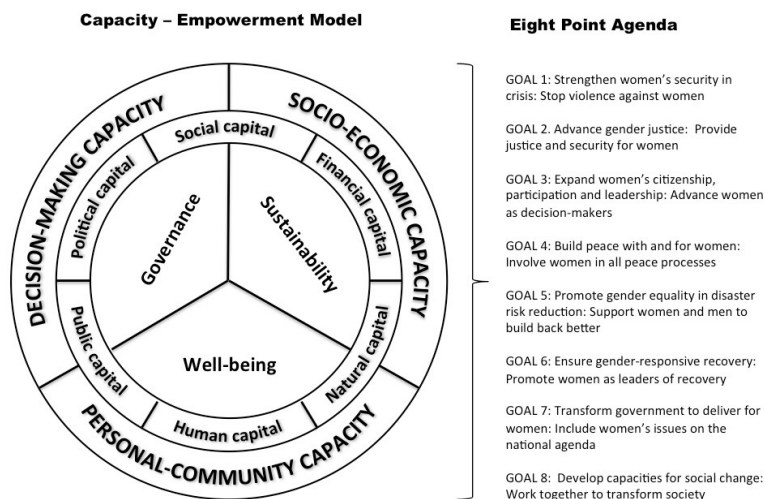 Capacity – Empowerment Model
DECISION-MAKING CAPACITY
SOCIO-ECONOMIC CAPACITY
PERSONAL-COMMUNITY CAPACITY
Social capital
Political capital
Financial capital
Public capital
Natural capital
Human capital
Governance
Sustainability
Well-being
Eight Point Agenda
GOAL 1: Strengthen women’s security in
crisis: Stop violence against women
GOAL 2. Advance gender justice: Provide
justice and security for women
GOAL 3: Expand women’s citizenship,
participation and leadership: Advance women
as decision-makers
GOAL 4: Build peace with and for women:
Involve women in all peace processes
GOAL 5: Promote gender equality in disaster
risk reduction: Support women and men to
build back better
GOAL 6: Ensure gender-responsive recovery:
Promote women as leaders of recovery
GOAL 7: Transform government to deliver for
women: Include women’s issues on the
national agenda
GOAL 8: Develop capacities for social change:
Work together to transform society